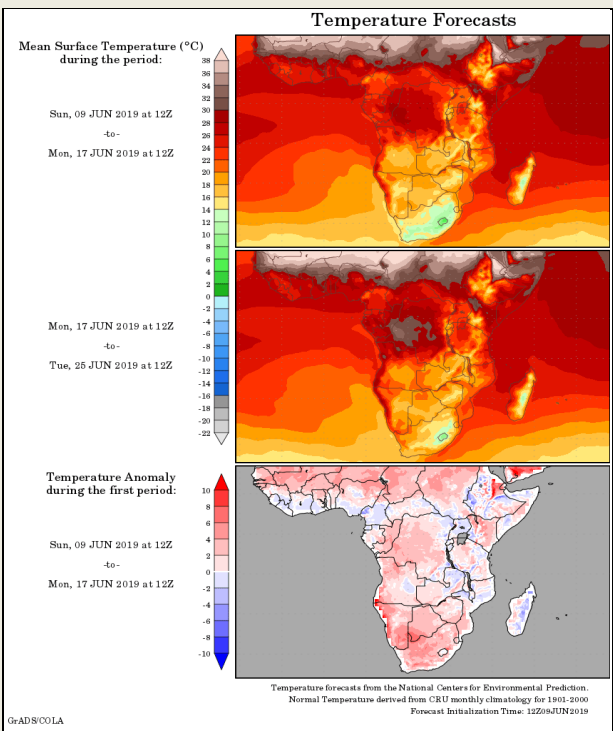 Temperature Forecasts
Mean Surface Temperature (°C)
during the period:
Sun, 09 JUN 2019 at 12Z
-to-
Mon, 17 JUN 2019 at 12Z
38
36
34
32
30
28
26
24
22
20
18
16
14
12
10
8
6
4
2
0
-2
-4
-6
-8
-10
-12
-14
-16
-18
-20
-22
Mon, 17 JUN 2019 at 12Z
-to-
Tue, 25 JUN 2019 at 12Z
Temperature Anomaly
during the first period:
Sun, 09 JUN 2019 at 12Z
-to-
Mon, 17 JUN 2019 at 12Z
10
8
6
4
2
0
-2
-4
-6
-8
-10
Temperature forecasts from the National Centers for Environmental Prediction.
Normal Temperature derived from CRU monthly climatology for 1901-2000
Forecast Initialization Time: 12Z09JUN2019
GrADS/COLA